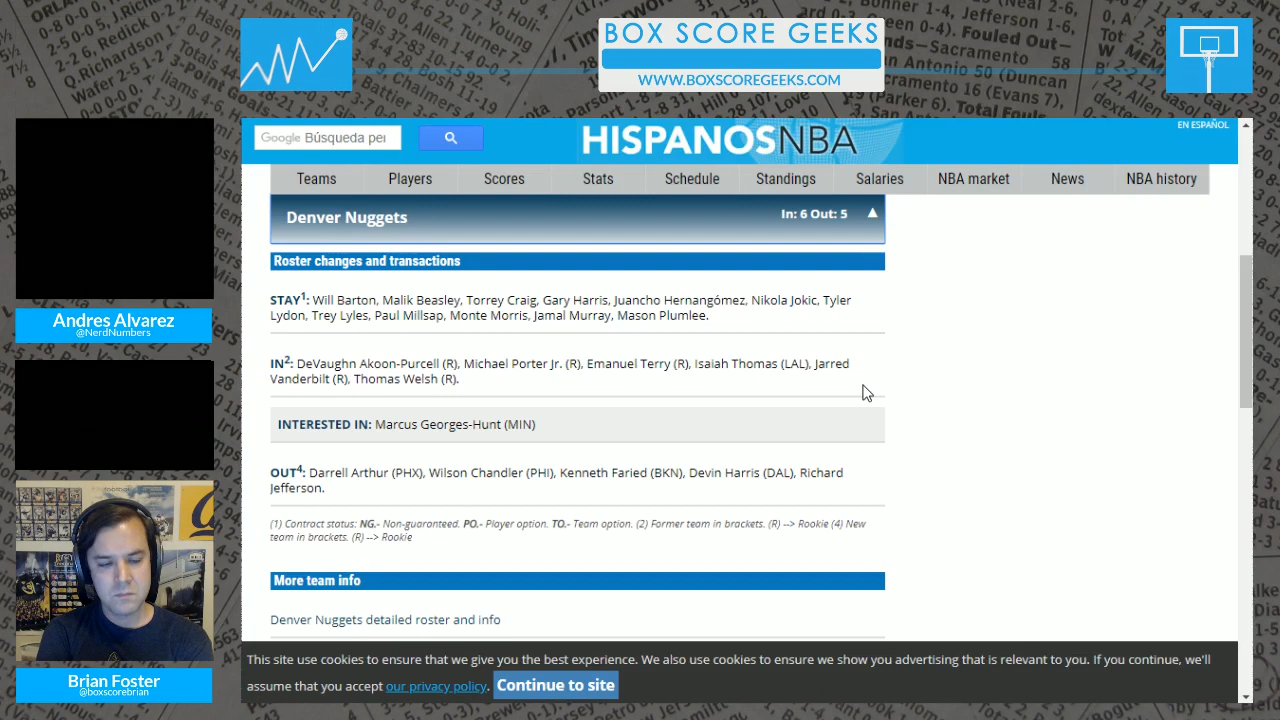 BOX SCORE GEEKS
WWW.BOXSCOREGEEKS.COM
Google Búsqueda per
HISPANOSNBA
EN ESPAÑOL
Teams Players Scores Stats Schedule Standings Salaries NBA market News NBA history
Denver Nuggets In: 6 Out: 5
Roster changes and transactions
STAY1: Will Barton, Malik Beasley, Torrey Craig, Gary Harris, Juancho Hernangómez, Nikola Jokic, Tyler
Lydon, Trey Lyles, Paul Millsap, Monte Morris, Jamal Murray, Mason Plumlee.
IN2: DeVaughn Akoon-Purcell (R), Michael Porter Jr. (R), Emanuel Terry (R), Isaiah Thomas (LAL), Jarred
Vanderbilt (R), Thomas Welsh (R).
INTERESTED IN: Marcus Georges-Hunt (MIN)
OUT4: Darrell Arthur (PHX), Wilson Chandler (PHI), Kenneth Faried (BKN), Devin Harris (DAL), Richard
Jefferson.
(1) Contract status: NG.- Non-guaranteed. PO.- Player option. TO.- Team option. (2) Former team in brackets. (R) --> Rookie (4) New
team in brackets. (R) --> Rookie
More team info
Denver Nuggets detailed roster and info
This site use cookies to ensure that we give you the best experience. We also use cookies to ensure we show you advertising that is relevant to you. If you continue, we'll
assume that you accept our privacy policy. Continue to site
Andres Alvarez
@NerdNumbers
Brian Foster
@boxscorebrian